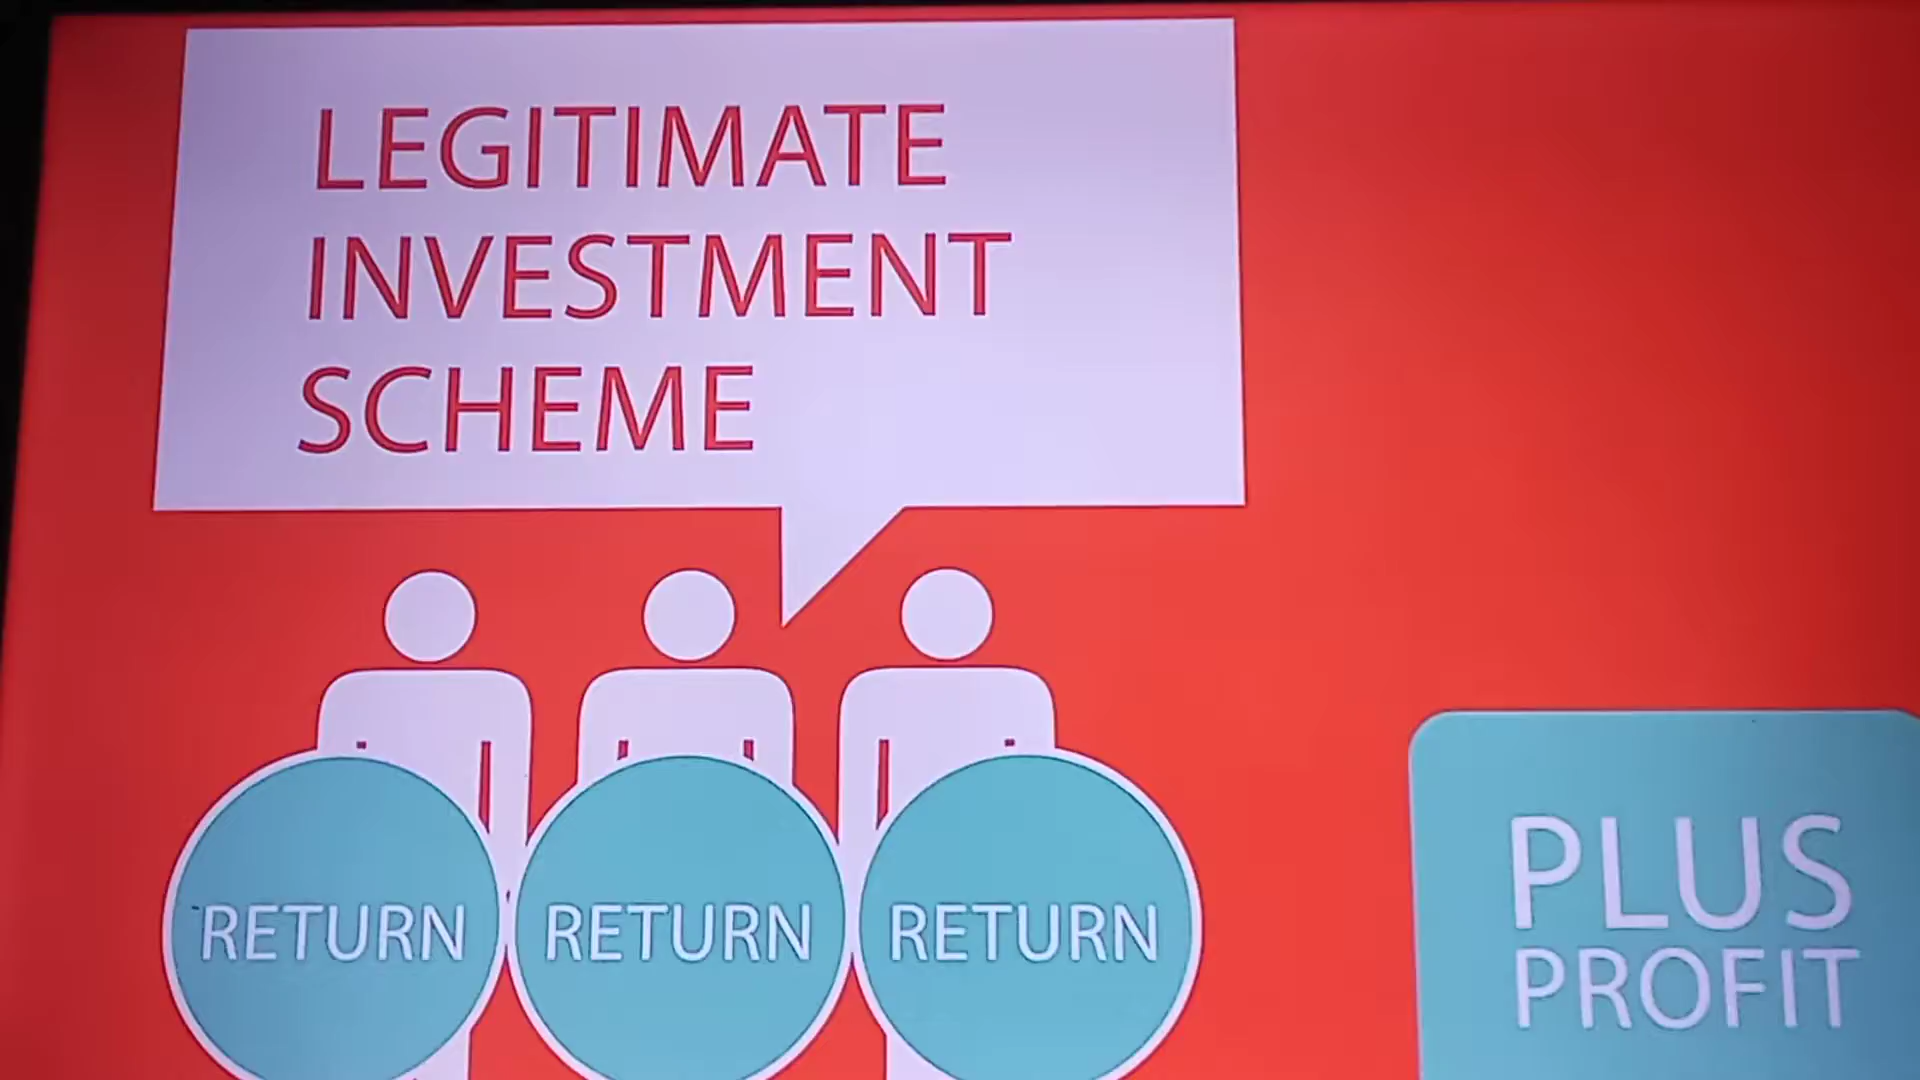 LEGITIMATE
INVESTMENT
SCHEME
RETURN RETURN RETURN
PLUS
PROFIT